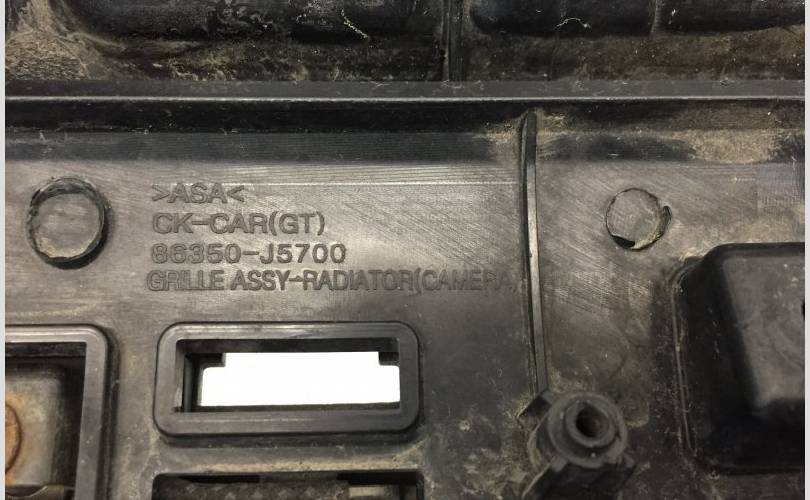 >ASA<
CK-CAR(GT)
86350-J5700
GRILLE ASSY-RADIATOR(CAMERA)